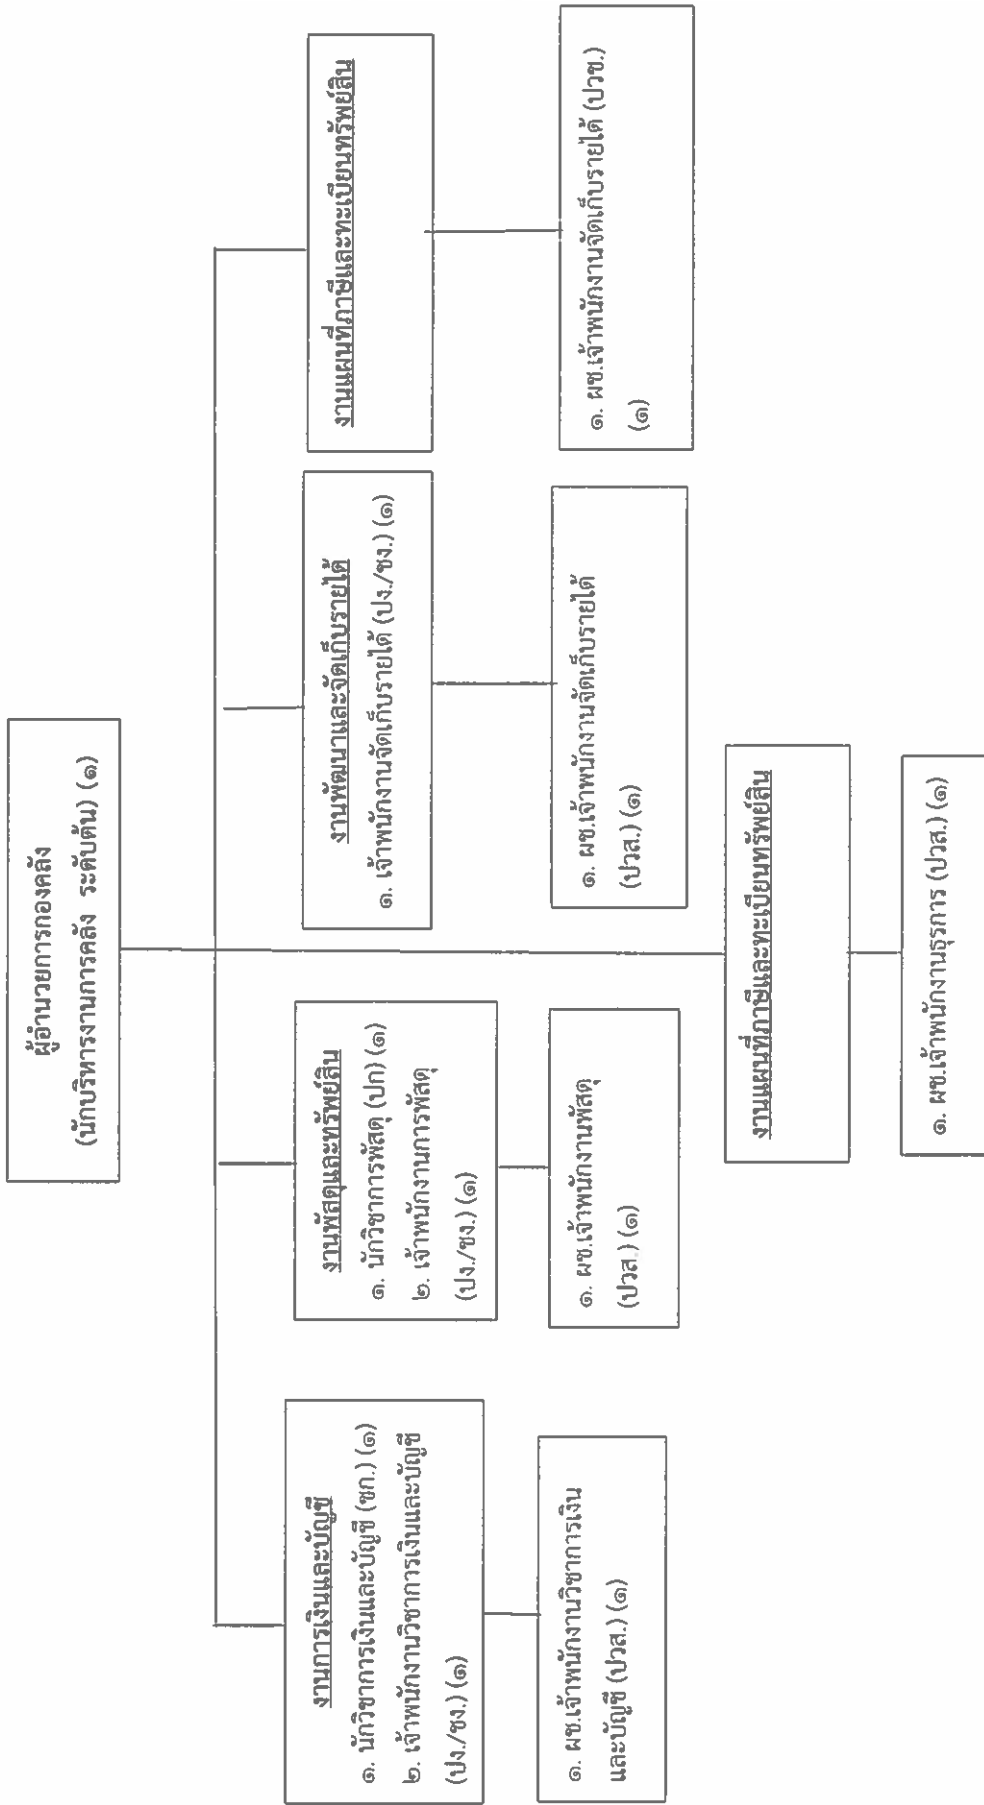 ผู้อำนวยการกองคลัง
(นักบริหารงานการคลัง ระดับต้น) (๑)
งานการเงินและบัญชี
๑. นักวิชาการเงินและบัญชี (ชก.) (๑)
๒. เจ้าพนักงานวิชาการเงินและบัญชี
(ปง./ชง.) (๑)
๑. ผช.เจ้าพนักงานวิชาการเงิน
และบัญชี (ปวส.) (๑)
งานพัสดุและทรัพย์สิน
๑. นักวิชาการพัสดุ (ปก) (๑)
๒. เจ้าพนักงานการพัสดุ
(ปง./ชง.) (๑)
๑. ผช.เจ้าพนักงานพัสดุ
(ปวส.) (๑)
งานพัฒนาและจัดเก็บรายได้
๑. เจ้าพนักงานจัดเก็บรายได้ (ปง./ชง.) (๑)
๑. ผช.เจ้าพนักงานจัดเก็บรายได้
(ปวส.) (๑)
งานแผนที่ภาษีและทะเบียนทรัพย์สิน
๑. ผช.เจ้าพนักงานจัดเก็บรายได้ (ปวช.)
(๑)
งานแผนที่ภาษีและทะเบียนทรัพย์สิน
๑. ผช.เจ้าพนักงานธุรการ (ปวส.) (๑)